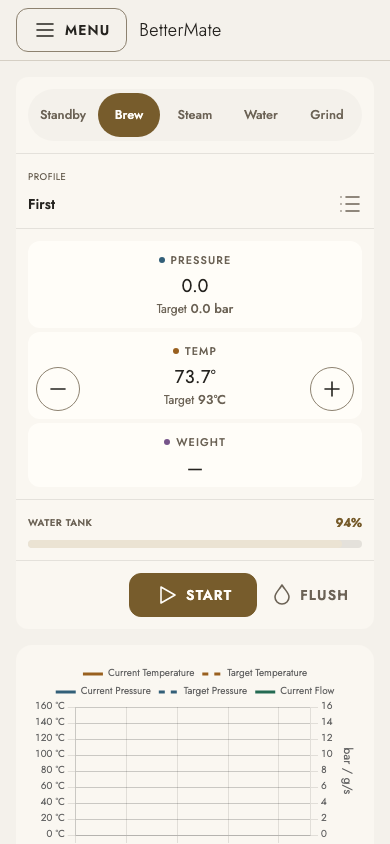 MENU BetterMate
Standby Brew Steam Water Grind
PROFILE
First
PRESSURE
0.0
Target 0.0 bar
TEMP
73.7°
Target 93°C
WEIGHT
—
WATER TANK 94%
START FLUSH
Current Temperature Target Temperature
Current Pressure Target Pressure Current Flow
160 °C 16
140 °C 14
120 °C 12
100 °C 10
80 °C 8
60 °C 6
40 °C 4
20 °C 2
0 °C 0
bar / g/s